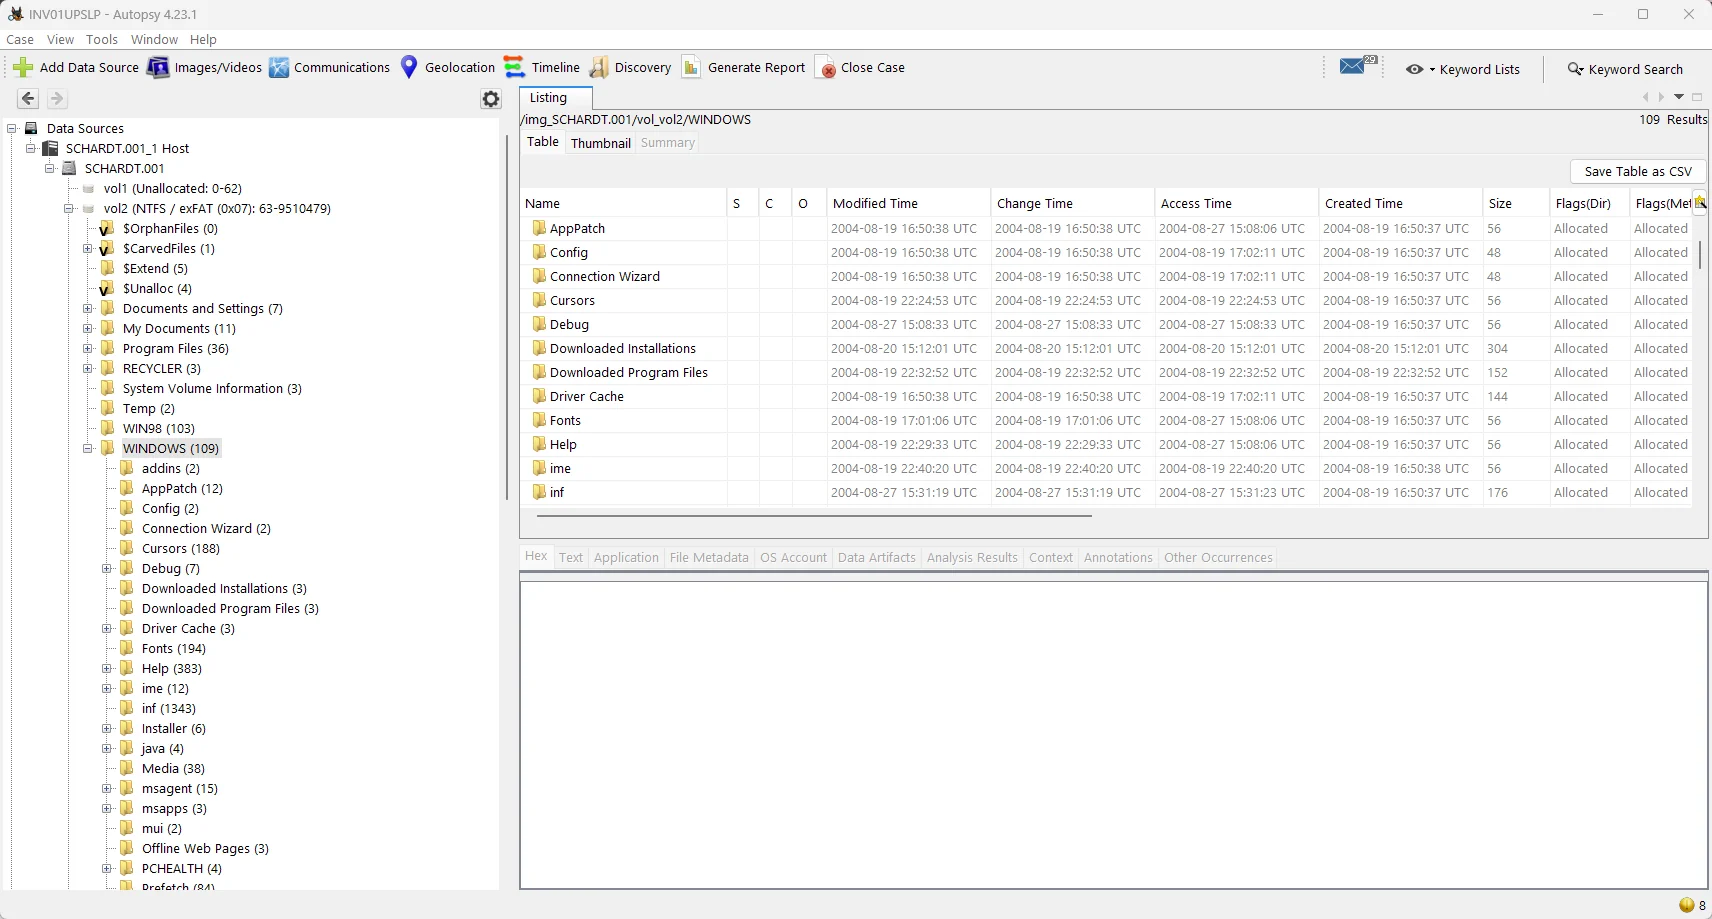 INV01UPSLP - Autopsy 4.23.1
Case View Tools Window Help
Add Data Source Images/Videos Communications Geolocation Timeline Discovery Generate Report Close Case 29 Keyword Lists Keyword Search
Data Sources
SCHARDT.001_1 Host
SCHARDT.001
vol1 (Unallocated: 0-62)
vol2 (NTFS / exFAT (0x07): 63-9510479)
$OrphanFiles (0)
$CarvedFiles (1)
$Extend (5)
$Unalloc (4)
Documents and Settings (7)
My Documents (11)
Program Files (36)
RECYCLER (3)
System Volume Information (3)
Temp (2)
WIN98 (103)
WINDOWS (109)
addins (2)
AppPatch (12)
Config (2)
Connection Wizard (2)
Cursors (188)
Debug (7)
Downloaded Installations (3)
Downloaded Program Files (3)
Driver Cache (3)
Fonts (194)
Help (383)
ime (12)
inf (1343)
Installer (6)
java (4)
Media (38)
msagent (15)
msapps (3)
mui (2)
Offline Web Pages (3)
PCHEALTH (4)
Prefetch (84)
Listing
/img_SCHARDT.001/vol_vol2/WINDOWS 109 Results
Table Thumbnail Summary
Save Table as CSV
Name S C O Modified Time Change Time Access Time Created Time Size Flags(Dir) Flags(Met
AppPatch 2004-08-19 16:50:38 UTC 2004-08-19 16:50:38 UTC 2004-08-27 15:08:06 UTC 2004-08-19 16:50:37 UTC 56 Allocated Allocated
Config 2004-08-19 16:50:38 UTC 2004-08-19 16:50:38 UTC 2004-08-19 17:02:11 UTC 2004-08-19 16:50:37 UTC 48 Allocated Allocated
Connection Wizard 2004-08-19 16:50:38 UTC 2004-08-19 16:50:38 UTC 2004-08-19 17:02:11 UTC 2004-08-19 16:50:37 UTC 48 Allocated Allocated
Cursors 2004-08-19 22:24:53 UTC 2004-08-19 22:24:53 UTC 2004-08-19 22:24:53 UTC 2004-08-19 16:50:37 UTC 56 Allocated Allocated
Debug 2004-08-27 15:08:33 UTC 2004-08-27 15:08:33 UTC 2004-08-27 15:08:33 UTC 2004-08-19 16:50:37 UTC 56 Allocated Allocated
Downloaded Installations 2004-08-20 15:12:01 UTC 2004-08-20 15:12:01 UTC 2004-08-20 15:12:01 UTC 2004-08-20 15:12:01 UTC 304 Allocated Allocated
Downloaded Program Files 2004-08-19 22:32:52 UTC 2004-08-19 22:32:52 UTC 2004-08-19 22:32:52 UTC 2004-08-19 22:32:52 UTC 152 Allocated Allocated
Driver Cache 2004-08-19 16:50:38 UTC 2004-08-19 16:50:38 UTC 2004-08-19 17:02:11 UTC 2004-08-19 16:50:37 UTC 144 Allocated Allocated
Fonts 2004-08-19 17:01:06 UTC 2004-08-19 17:01:06 UTC 2004-08-27 15:08:06 UTC 2004-08-19 16:50:37 UTC 56 Allocated Allocated
Help 2004-08-19 22:29:33 UTC 2004-08-19 22:29:33 UTC 2004-08-27 15:08:06 UTC 2004-08-19 16:50:37 UTC 56 Allocated Allocated
ime 2004-08-19 22:40:20 UTC 2004-08-19 22:40:20 UTC 2004-08-19 22:40:20 UTC 2004-08-19 16:50:38 UTC 56 Allocated Allocated
inf 2004-08-27 15:31:19 UTC 2004-08-27 15:31:19 UTC 2004-08-27 15:31:23 UTC 2004-08-19 16:50:37 UTC 176 Allocated Allocated
Hex Text Application File Metadata OS Account Data Artifacts Analysis Results Context Annotations Other Occurrences
8